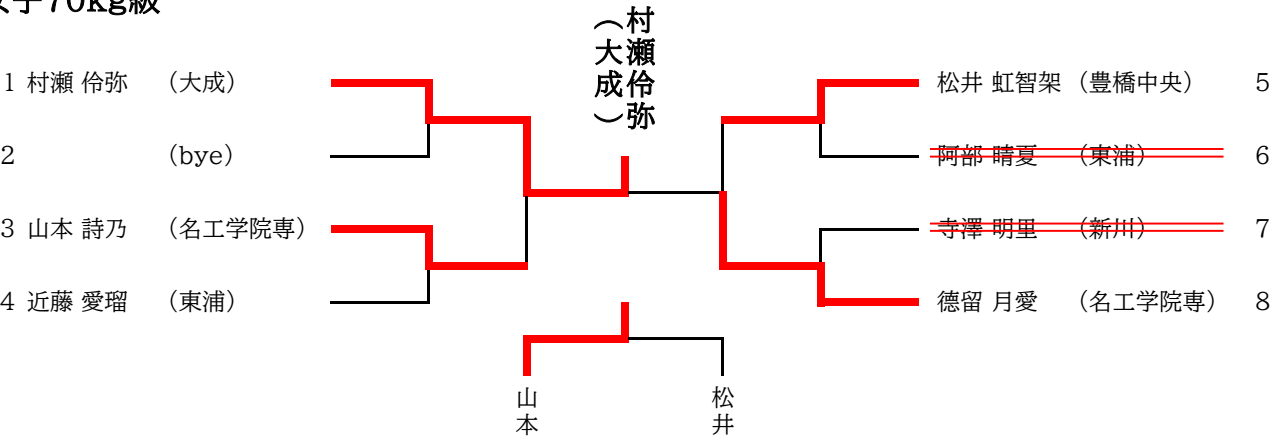 女子70kg級
村瀬伶弥
（大成）
1 村瀬 伶弥 （大成）
2 （bye）
3 山本 詩乃 （名工学院専）
4 近藤 愛瑠 （東浦）
松井 虹智架 （豊橋中央） 5
阿部 晴夏 （東浦） 6
寺澤 明里 （新川） 7
德留 月愛 （名工学院専） 8
山本
松井